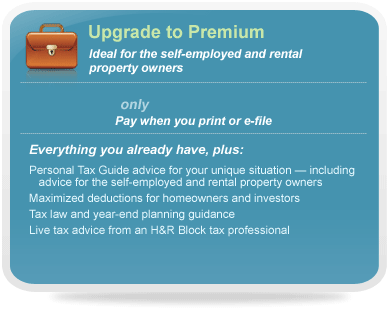 Upgrade to Premium
Ideal for the self-employed and rental
property owners
only
Pay when you print or e-file
Everything you already have, plus:
Personal Tax Guide advice for your unique situation — including
advice for the self-employed and rental property owners
Maximized deductions for homeowners and investors
Tax law and year-end planning guidance
Live tax advice from an H&R Block tax professional